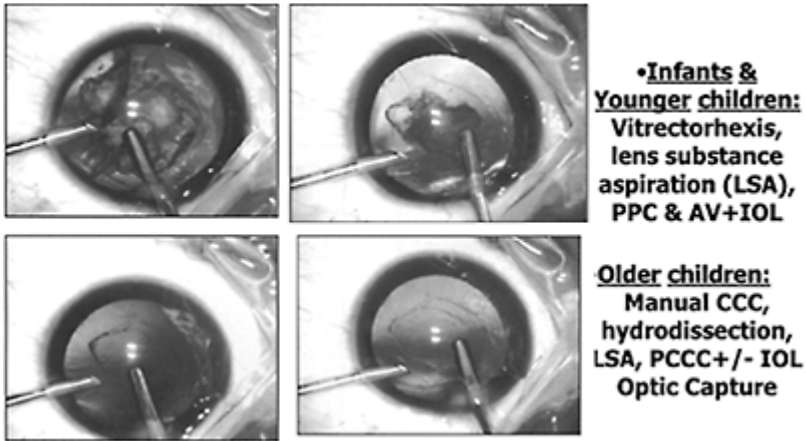 •Infants &
Younger children:
Vitrectorhexis,
lens substance
aspiration (LSA),
PPC & AV+IOL
·Older children:
Manual CCC,
hydrodissection,
LSA, PCCC+/- IOL
Optic Capture